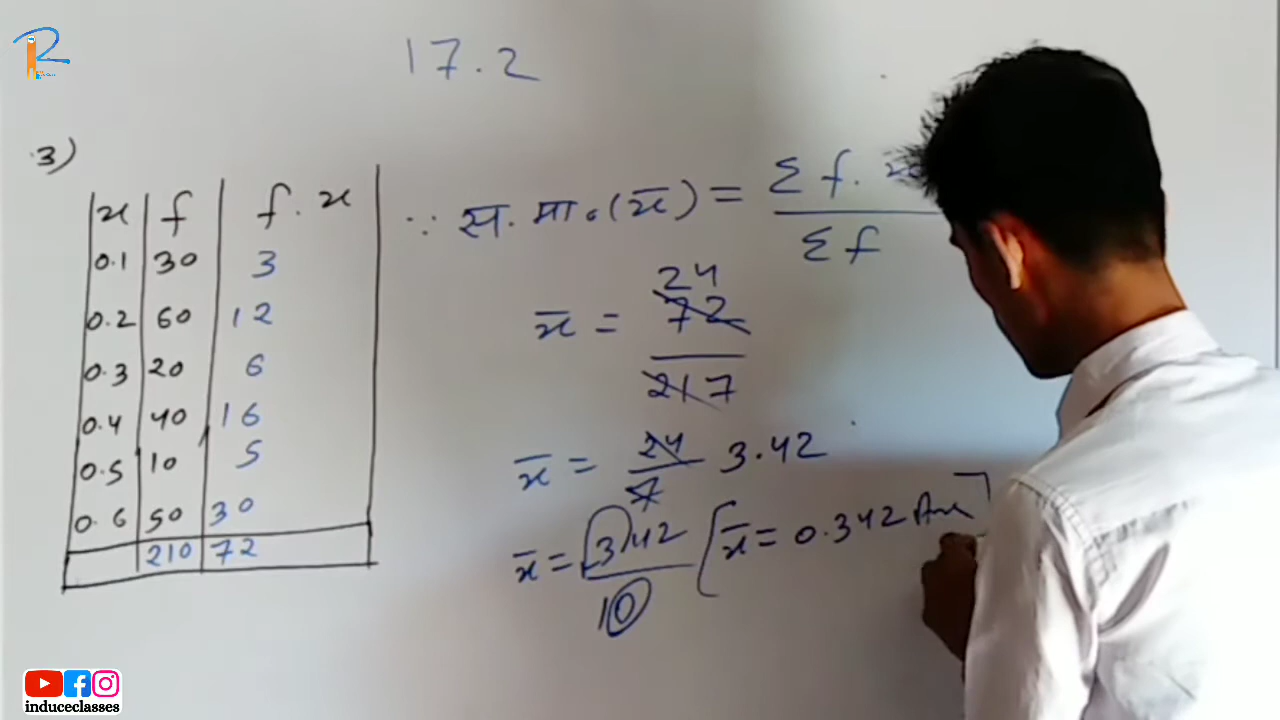 17.2
3)
x f f.x
0.1 30 3
0.2 60 12
0.3 20 6
0.4 40 16
0.5 10 5
0.6 50 30
210 72
∵ स. मा. (x̄) = Σ f. x
Σ f
24
x̄ = 72
217
x̄ = 24/7 3.42
x̄ = 3.42/10 [x̄ = 0.342 Ans]
induceclasses